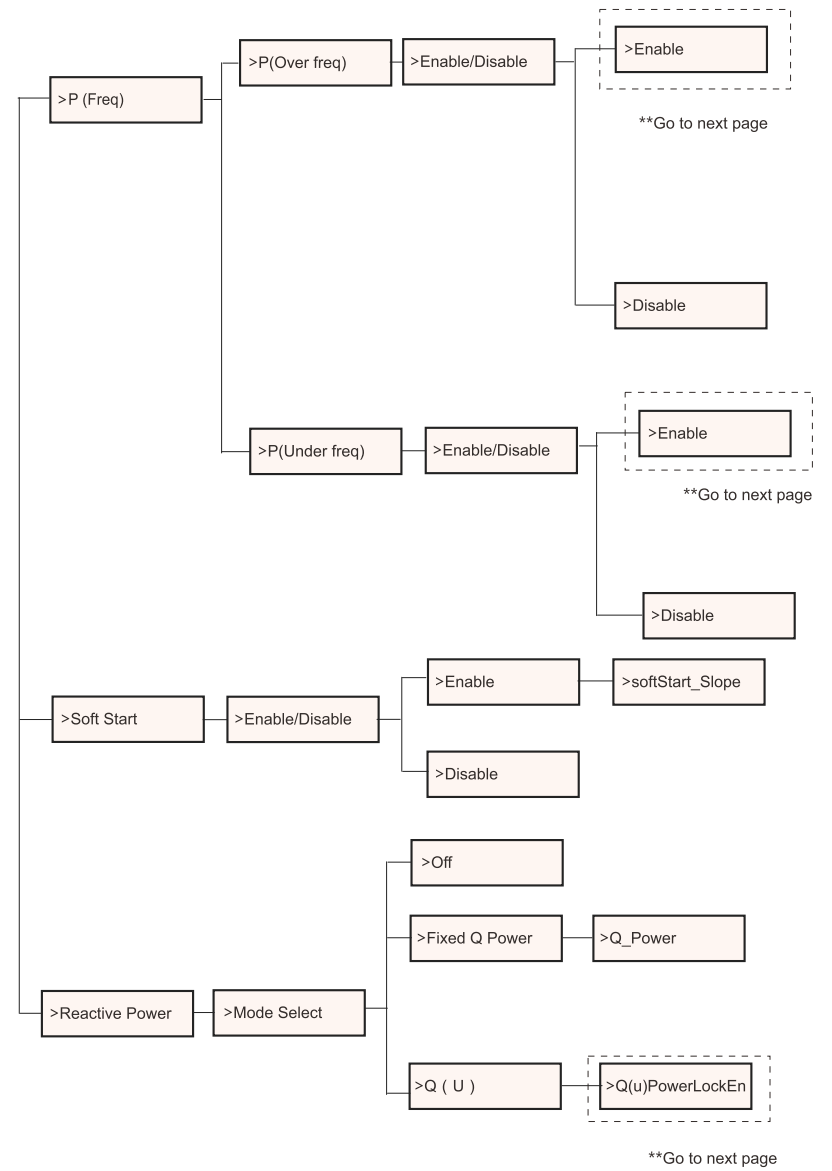 >P (Freq)
>P(Over freq)
>Enable/Disable
>Enable
**Go to next page
>Disable
>P(Under freq)
>Enable/Disable
>Enable
**Go to next page
>Disable
>Soft Start
>Enable/Disable
>Enable
>softStart_Slope
>Disable
>Reactive Power
>Mode Select
>Off
>Fixed Q Power
>Q_Power
>Q ( U )
>Q(u)PowerLockEn
**Go to next page